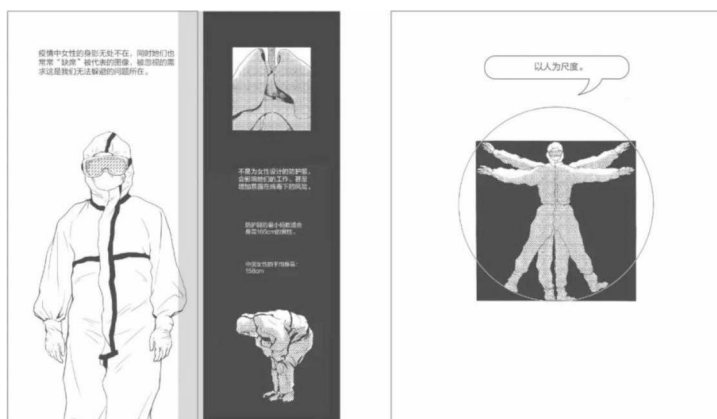 疫情中女性的身影无处不在，同时她们也
常常“缺席”被代表的图像，被忽视的需
求这是我们无法躲避的问题所在。
不是为女性设计的防护服，
会影响她们的工作，甚至
增加暴露在病毒下的风险。
防护服的最小码数适合
身高165cm的男性。
中国女性的平均身高：
158cm
以人为尺度。